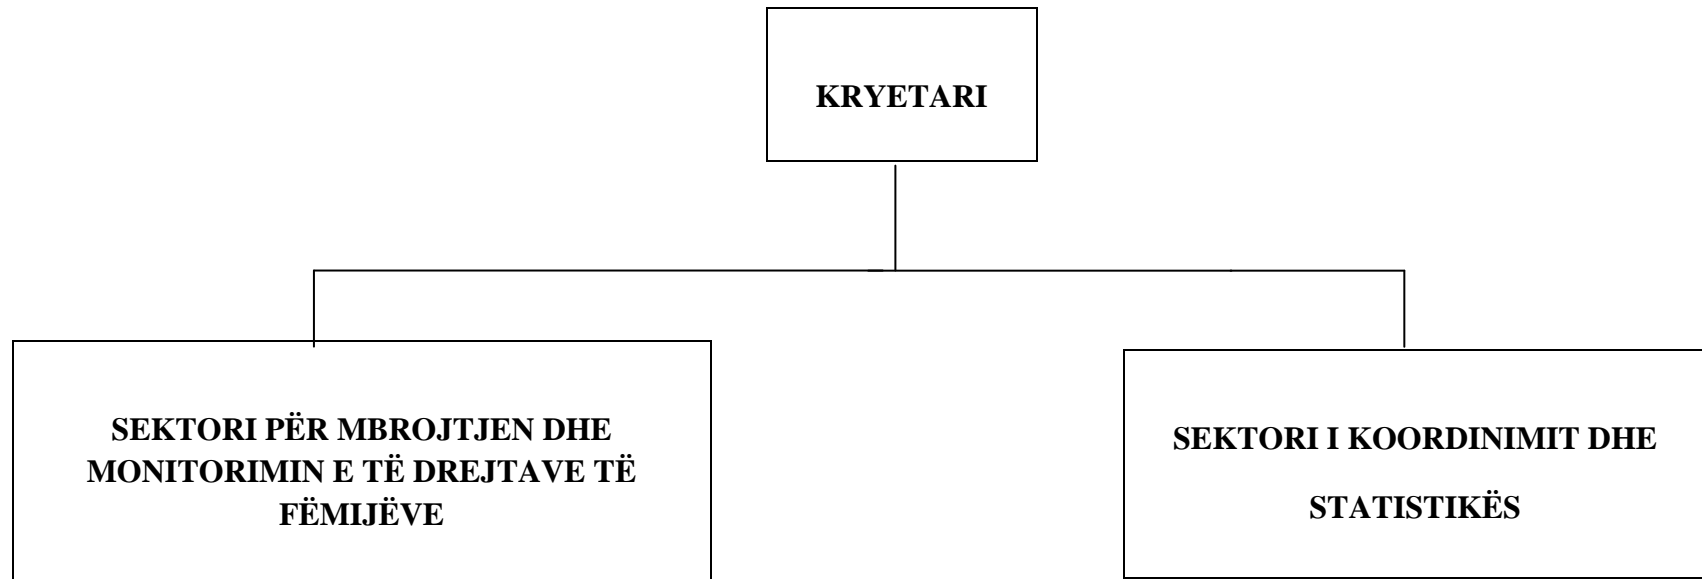 KRYETARI
SEKTORI PËR MBROJTJEN DHE
MONITORIMIN E TË DREJTAVE TË
FËMIJËVE
SEKTORI I KOORDINIMIT DHE
STATISTIKËS